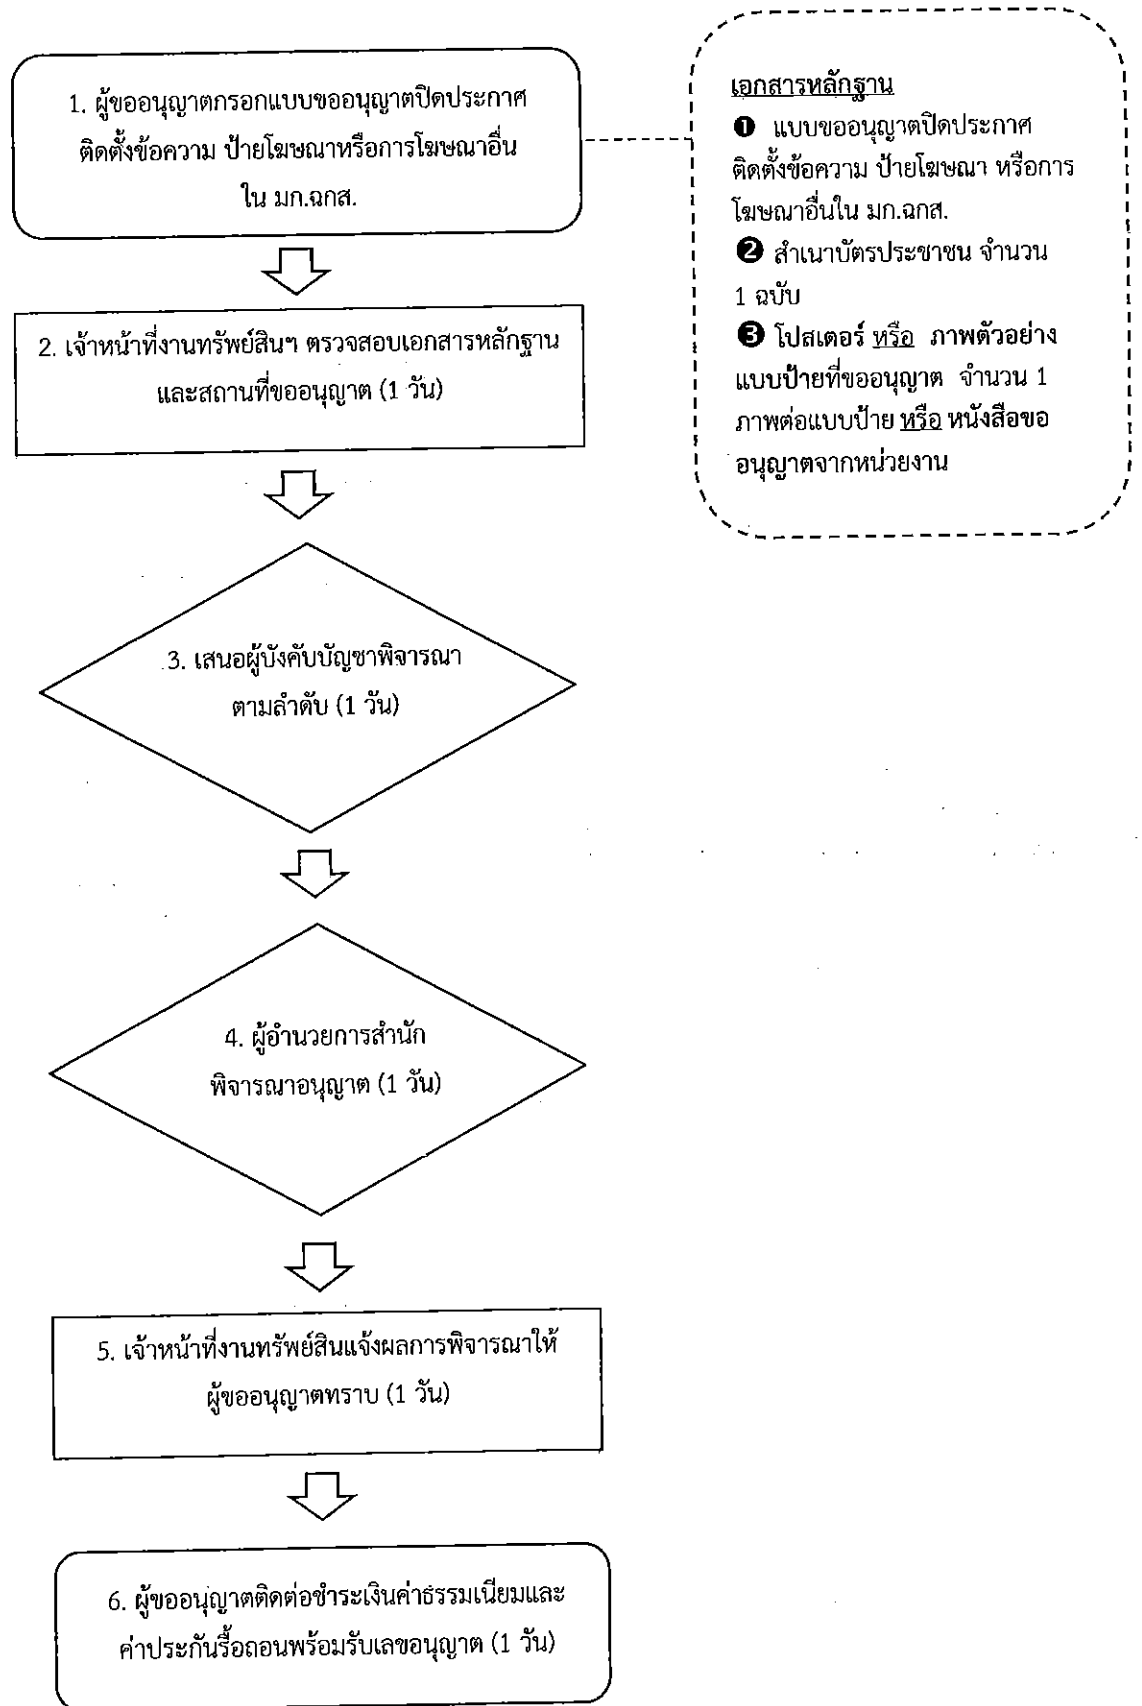 1. ผู้ขออนุญาตกรอกแบบขออนุญาตปิดประกาศ
ติดตั้งข้อความ ป้ายโฆษณาหรือการโฆษณาอื่น
ใน มก.ฉกส.
เอกสารหลักฐาน
❶ แบบขออนุญาตปิดประกาศ
ติดตั้งข้อความ ป้ายโฆษณา หรือการ
โฆษณาอื่นใน มก.ฉกส.
❷ สำเนาบัตรประชาชน จำนวน
1 ฉบับ
❸ โปสเตอร์ หรือ ภาพตัวอย่าง
แบบป้ายที่ขออนุญาต จำนวน 1
ภาพต่อแบบป้าย หรือ หนังสือขอ
อนุญาตจากหน่วยงาน
2. เจ้าหน้าที่งานทรัพย์สินฯ ตรวจสอบเอกสารหลักฐาน
และสถานที่ขออนุญาต (1 วัน)
3. เสนอผู้บังคับบัญชาพิจารณา
ตามลำดับ (1 วัน)
4. ผู้อำนวยการสำนัก
พิจารณาอนุญาต (1 วัน)
5. เจ้าหน้าที่งานทรัพย์สินแจ้งผลการพิจารณาให้
ผู้ขออนุญาตทราบ (1 วัน)
6. ผู้ขออนุญาตติดต่อชำระเงินค่าธรรมเนียมและ
ค่าประกันรื้อถอนพร้อมรับเลขอนุญาต (1 วัน)